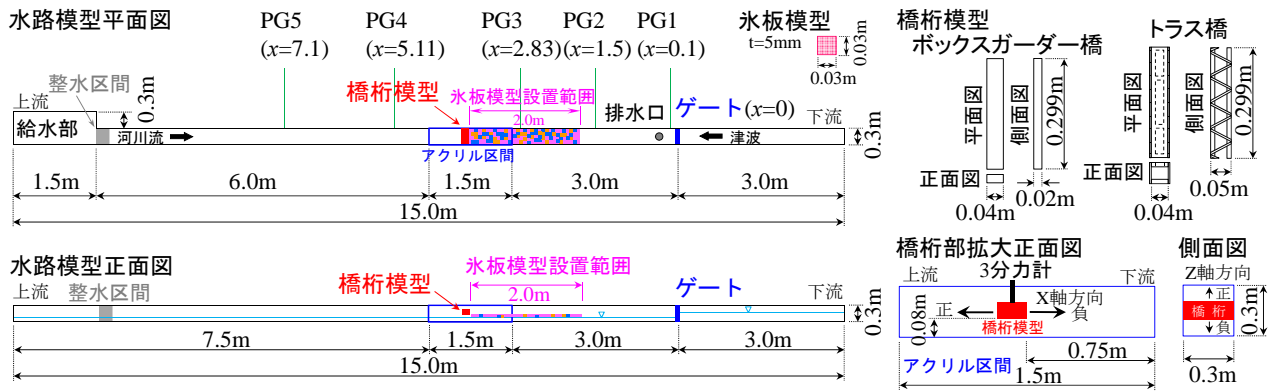 水路模型平面図
PG5
(x=7.1)
PG4
(x=5.11)
PG3
(x=2.83)
PG2
(x=1.5)
PG1
(x=0.1)
氷板模型
t=5mm
0.03m
0.03m
整水区間
上流
0.3m
給水部
河川流
橋桁模型
氷板模型設置範囲
2.0m
排水口
ゲート(x=0)
下流
津波
0.3m
アクリル区間
1.5m
6.0m
1.5m
3.0m
3.0m
15.0m
水路模型正面図
上流
整水区間
橋桁模型
氷板模型設置範囲
2.0m
ゲート
下流
0.3m
7.5m
1.5m
3.0m
3.0m
15.0m
橋桁模型
ボックスガーダー橋
トラス橋
平面図
側面図
0.299m
正面図
0.02m
0.04m
平面図
側面図
0.299m
正面図
0.05m
0.04m
橋桁部拡大正面図
上流
3分力計
下流
正
X軸方向
負
0.08m
橋桁模型
0.75m
アクリル区間
1.5m
側面図
Z軸方向
正
橋桁
負
0.3m
0.3m